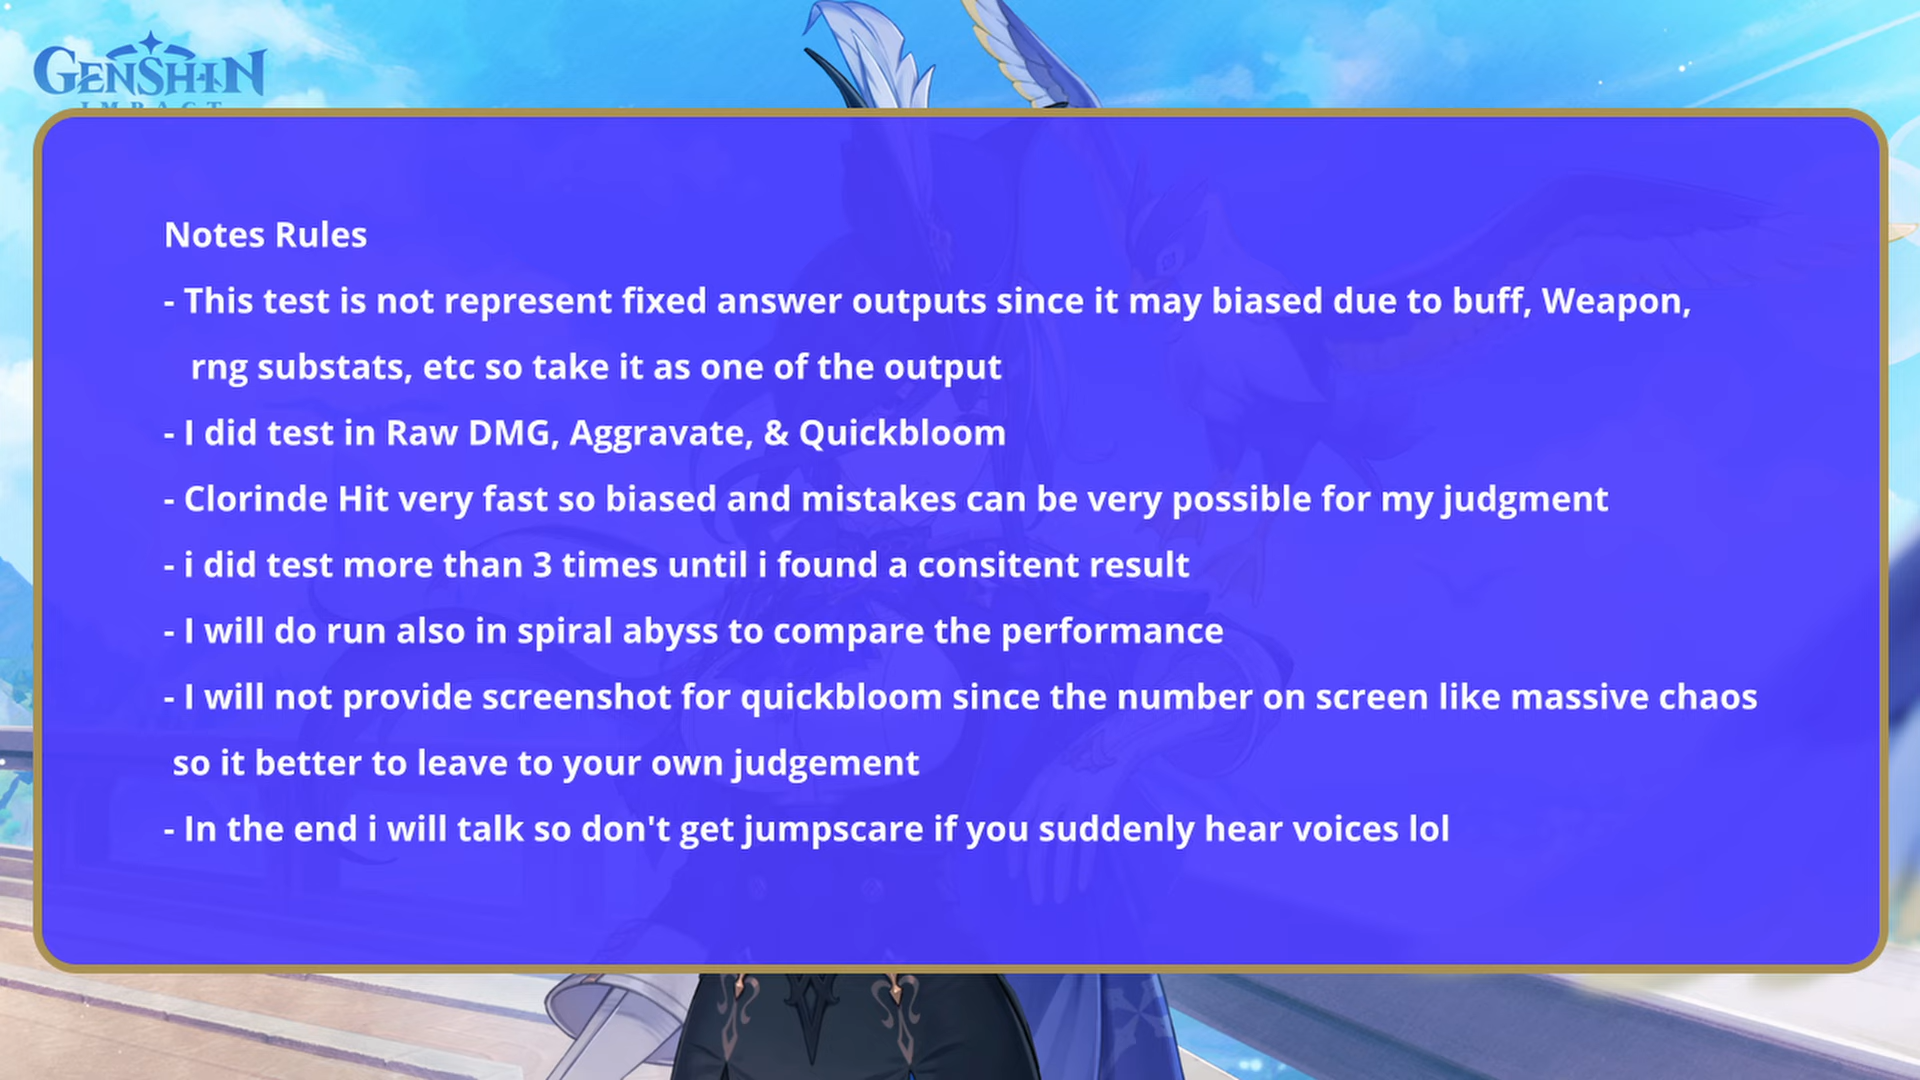 GENSHIN
IMPACT
Notes Rules
- This test is not represent fixed answer outputs since it may biased due to buff, Weapon,
rng substats, etc so take it as one of the output
- I did test in Raw DMG, Aggravate, & Quickbloom
- Clorinde Hit very fast so biased and mistakes can be very possible for my judgment
- i did test more than 3 times until i found a consitent result
- I will do run also in spiral abyss to compare the performance
- I will not provide screenshot for quickbloom since the number on screen like massive chaos
so it better to leave to your own judgement
- In the end i will talk so don't get jumpscare if you suddenly hear voices lol